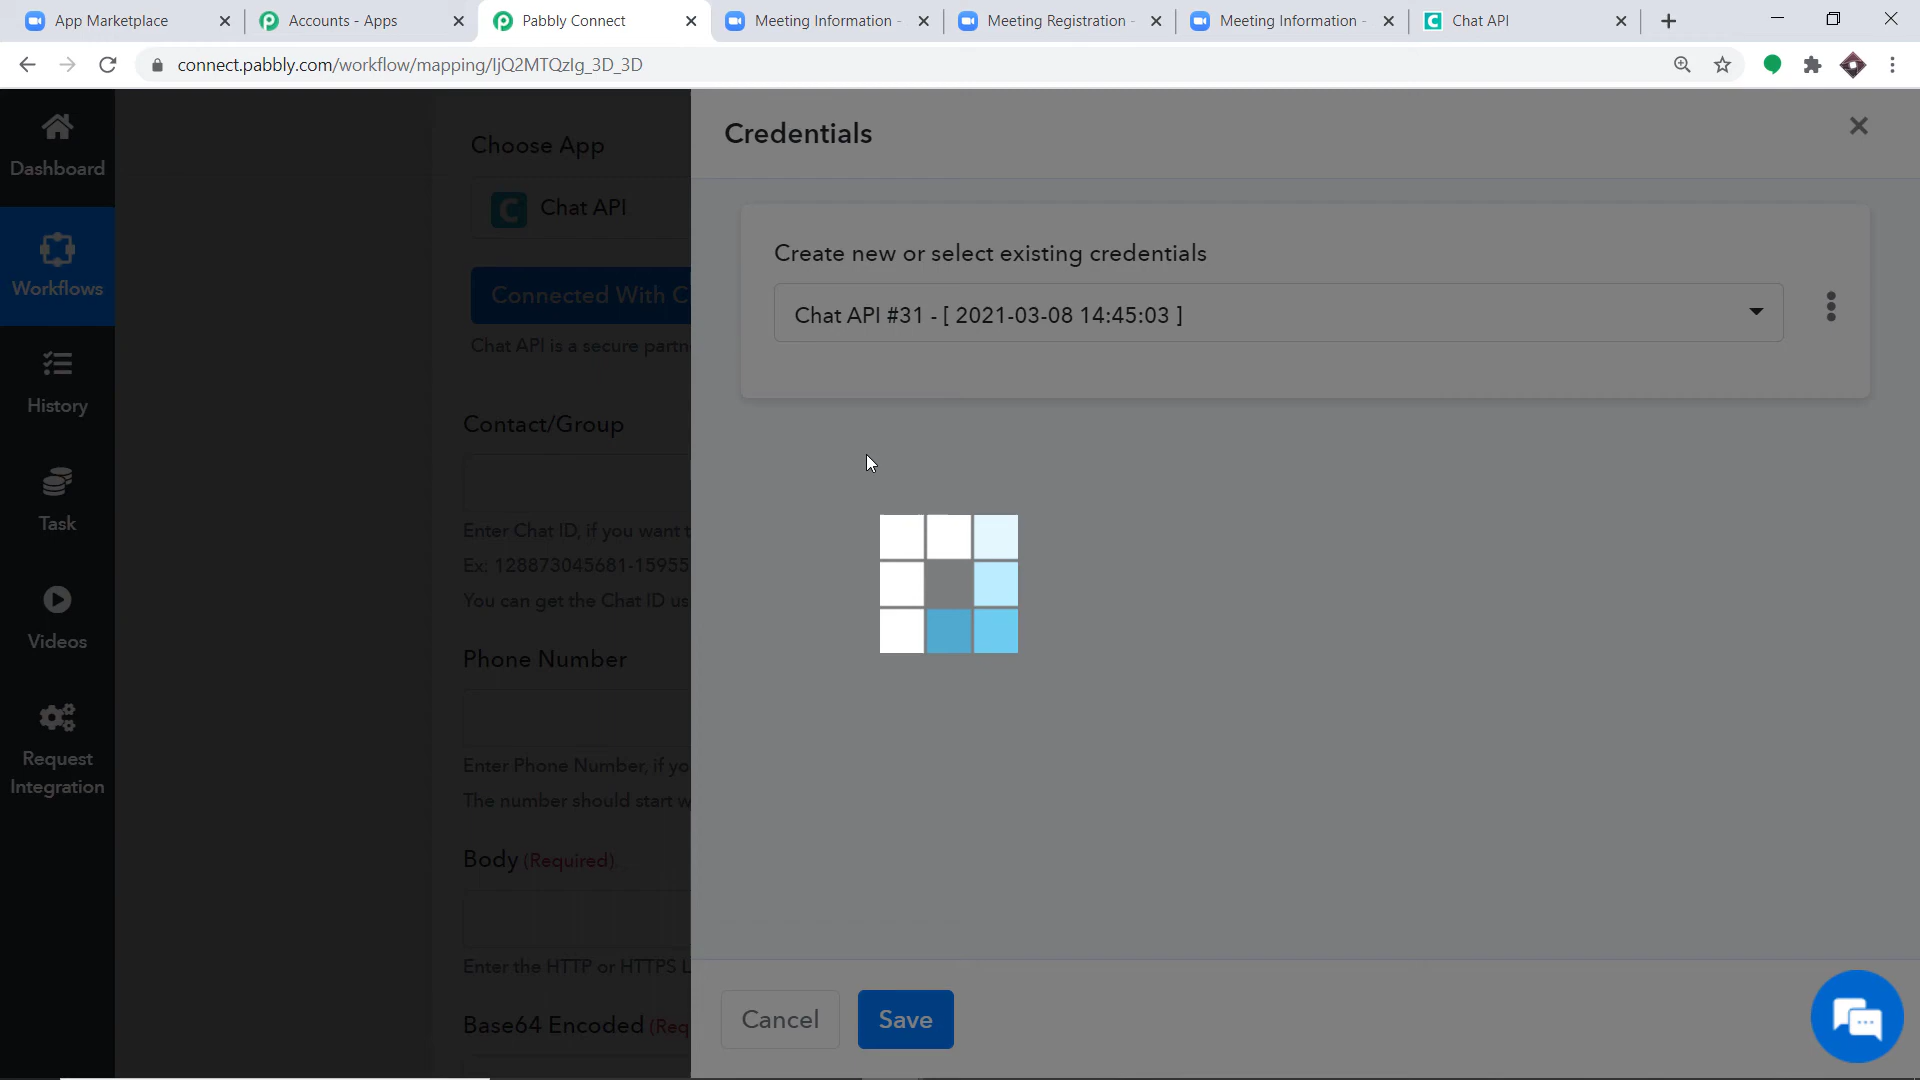 App Marketplace
Accounts - Apps
Pabbly Connect
Meeting Information -
Meeting Registration -
Meeting Information -
Chat API
connect.pabbly.com/workflow/mapping/IjQ2MTQzIg_3D_3D
Dashboard
Workflows
History
Task
Videos
Request
Integration
Choose App
Chat API
Connected With C
Chat API is a secure partn
Contact/Group
Enter Chat ID, if you want t
Ex: 128873045681-15955
You can get the Chat ID us
Phone Number
Enter Phone Number, if yo
The number should start w
Body (Required)
Enter the HTTP or HTTPS L
Base64 Encoded (Req
Credentials
Create new or select existing credentials
Chat API #31 - [ 2021-03-08 14:45:03 ]
Cancel
Save